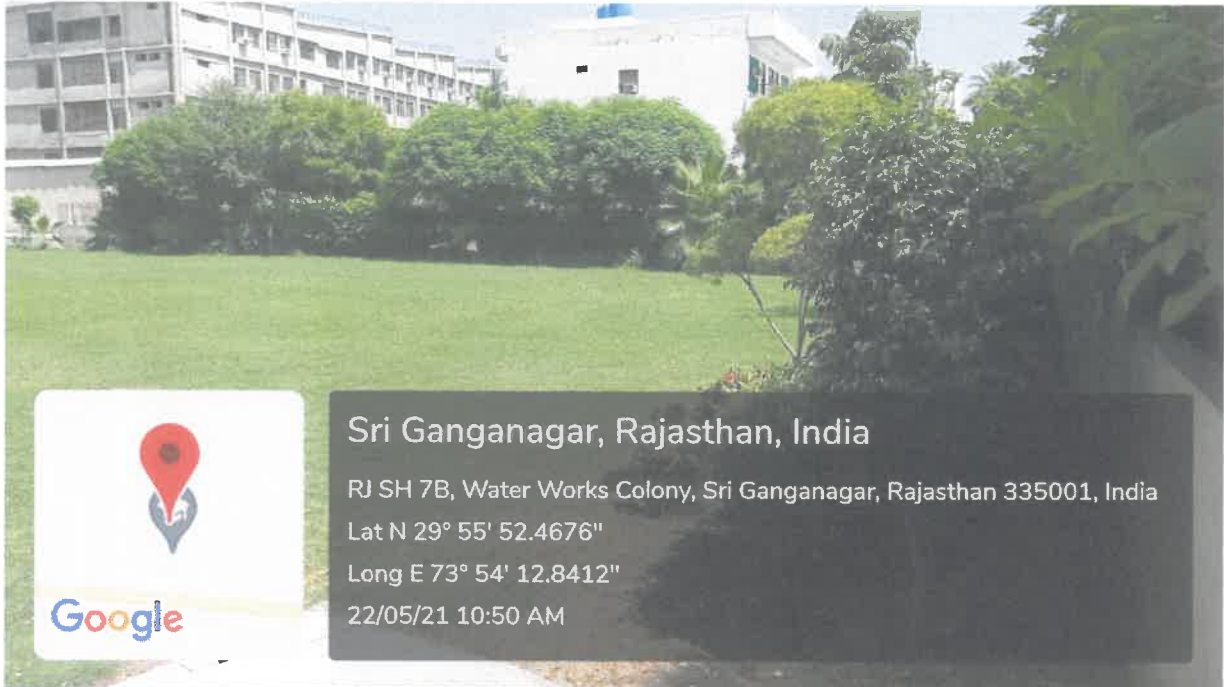 Sri Ganganagar, Rajasthan, India
RJ SH 7B, Water Works Colony, Sri Ganganagar, Rajasthan 335001, India
Lat N 29° 55' 52.4676"
Long E 73° 54' 12.8412"
22/05/21 10:50 AM
Google